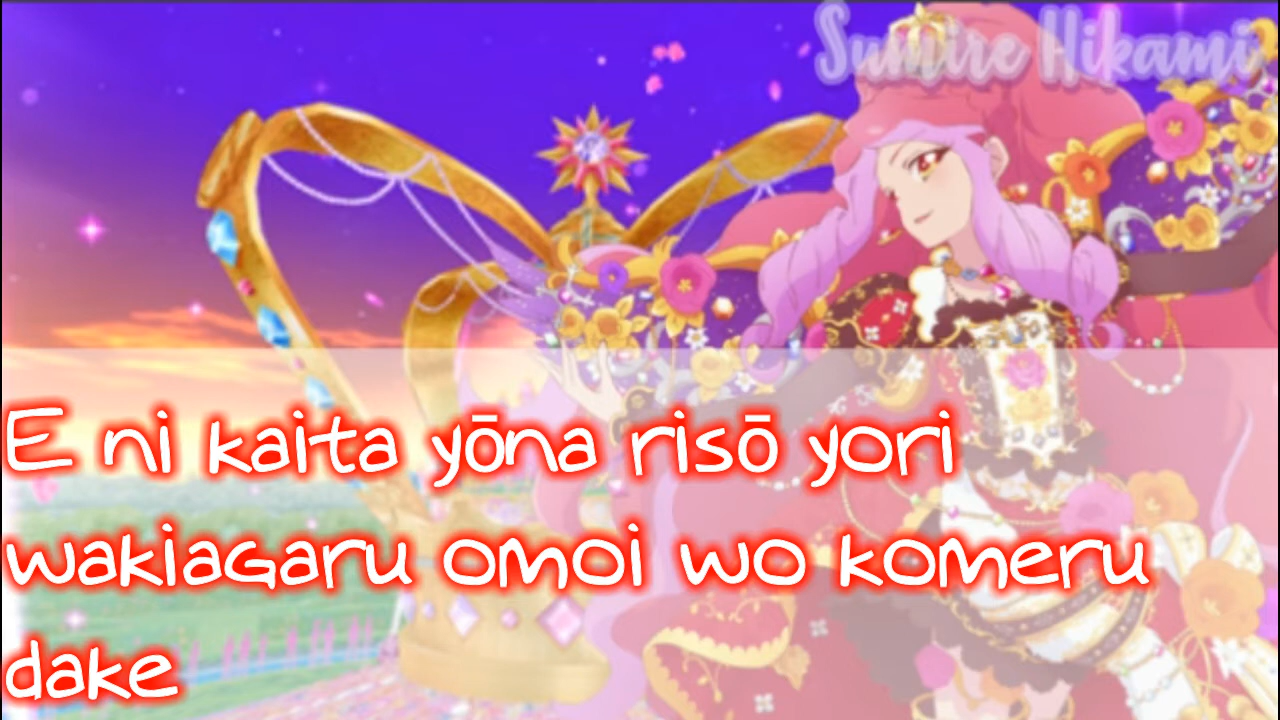 Sumire Hikami
E ni kaita yōna risō yori
wakiagaru omoi wo komeru
dake